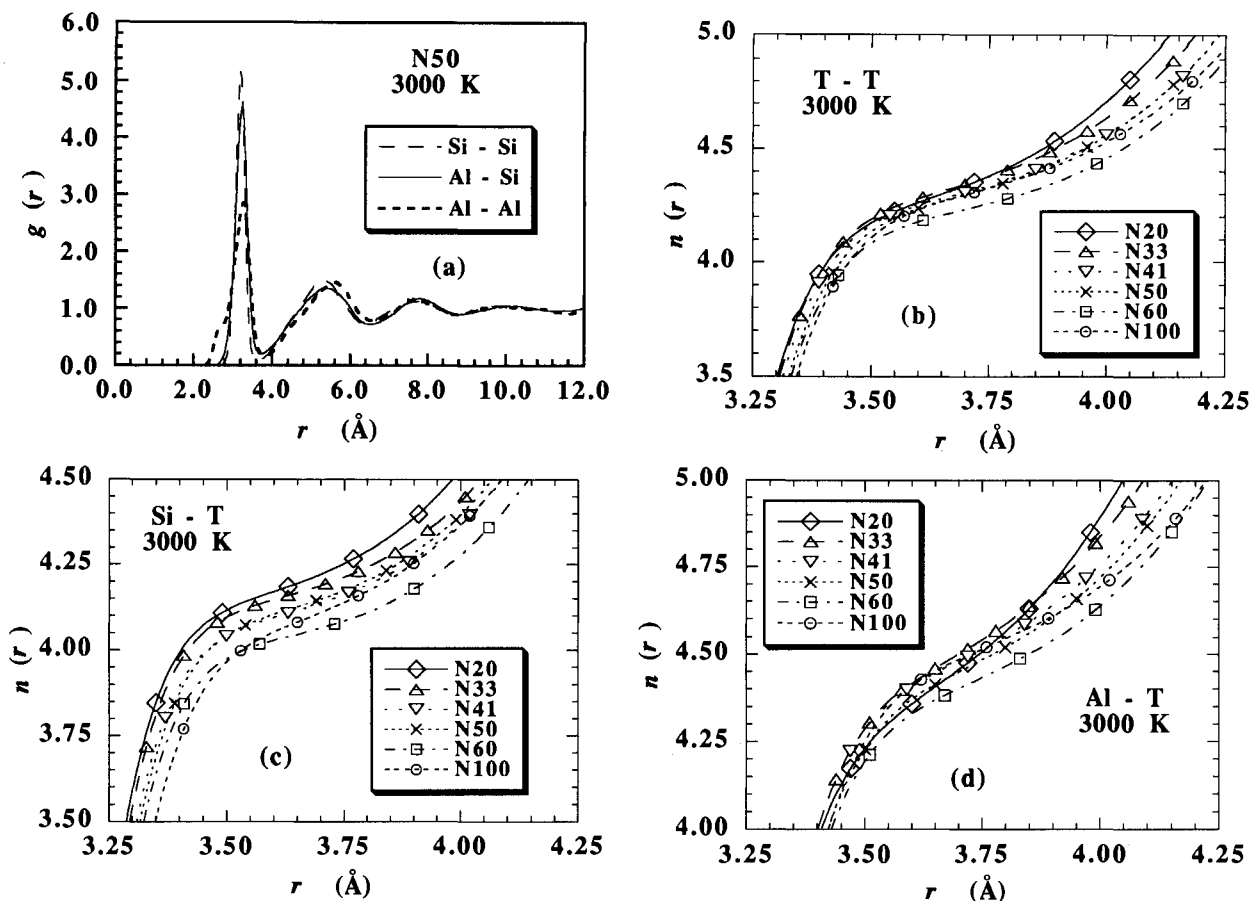 6.0
5.0
4.0
3.0
2.0
1.0
0.0
g (r)
N50
3000 K
Si - Si
Al - Si
Al - Al
(a)
0.0 2.0 4.0 6.0 8.0 10.0 12.0
r (Å)
5.0
4.5
4.0
3.5
n (r)
T - T
3000 K
N20
N33
N41
N50
N60
N100
(b)
3.25 3.50 3.75 4.00 4.25
r (Å)
4.50
4.25
4.00
3.75
3.50
n (r)
Si - T
3000 K
N20
N33
N41
N50
N60
N100
(c)
3.25 3.50 3.75 4.00 4.25
r (Å)
5.00
4.75
4.50
4.25
4.00
n (r)
N20
N33
N41
N50
N60
N100
Al - T
3000 K
(d)
3.25 3.50 3.75 4.00 4.25
r (Å)